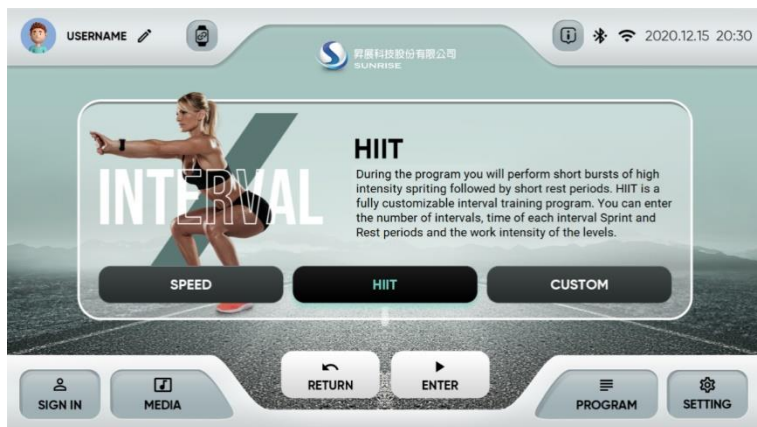 USERNAME
2020.12.15 20:30
昇展科技股份有限公司
SUNRISE
INTERVAL
HIIT
During the program you will perform short bursts of high
intensity spriting followed by short rest periods. HIIT is a
fully customizable interval training program. You can enter
the number of intervals, time of each interval Sprint and
Rest periods and the work intensity of the levels.
SPEED
HIIT
CUSTOM
RETURN
ENTER
SIGN IN
MEDIA
PROGRAM
SETTING